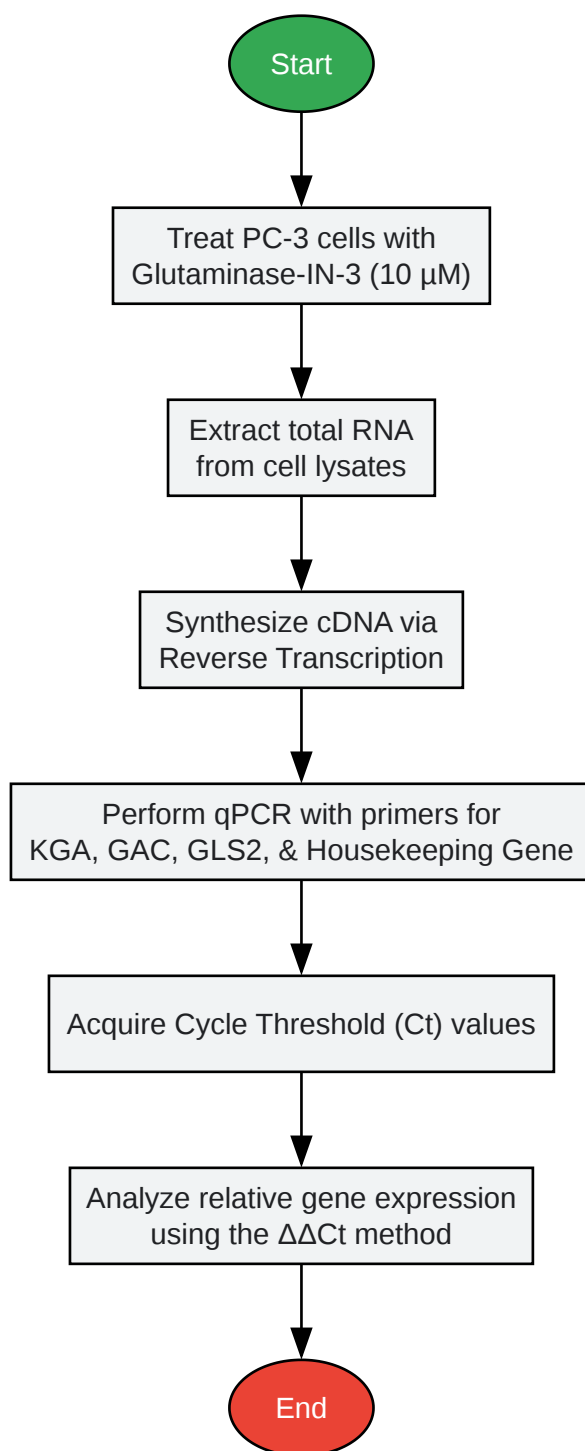 Start
Treat PC-3 cells with
Glutaminase-IN-3 (10 µM)
Extract total RNA
from cell lysates
Synthesize cDNA via
Reverse Transcription
Perform qPCR with primers for
KGA, GAC, GLS2, & Housekeeping Gene
Acquire Cycle Threshold (Ct) values
Analyze relative gene expression
using the ΔΔCt method
End